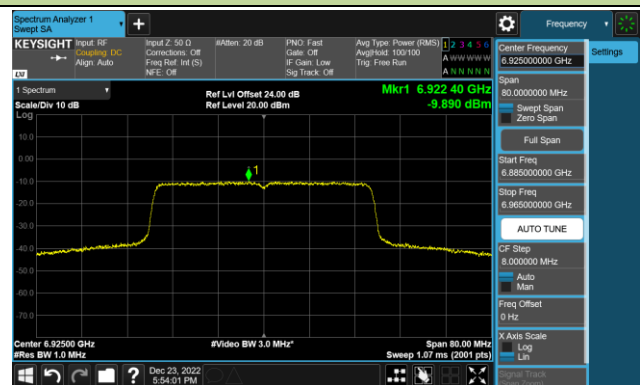 Spectrum Analyzer 1
Swept SA
Frequency
KEYSIGHT
Input: RF
Coupling: DC
Align: Auto
Input Z: 50 Ω
Corrections: Off
Freq Ref: Int (S)
NFE: Off
#Atten: 20 dB
PNO: Fast
Gate: Off
IF Gain: Low
Sig Track: Off
Avg Type: Power (RMS)
Avg|Hold: 100/100
Trig: Free Run
1 2 3 4 5 6
A W W W W W
A N N N N N
LXI
1 Spectrum
Scale/Div 10 dB
Log
Ref Lvl Offset 24.00 dB
Ref Level 20.00 dBm
Mkr1 6.922 40 GHz
-9.890 dBm
10.0
0.00
-10.0
-20.0
-30.0
-40.0
-50.0
-60.0
-70.0
1
Center 6.92500 GHz
#Res BW 1.0 MHz
#Video BW 3.0 MHz*
Span 80.00 MHz
Sweep 1.07 ms (2001 pts)
Dec 23, 2022
5:54:01 PM
Center Frequency
6.925000000 GHz
Settings
Span
80.0000000 MHz
Swept Span
Zero Span
Full Span
Start Freq
6.885000000 GHz
Stop Freq
6.965000000 GHz
AUTO TUNE
CF Step
8.000000 MHz
Auto
Man
Freq Offset
0 Hz
X Axis Scale
Log
Lin
Signal Track
(Span Zoom)